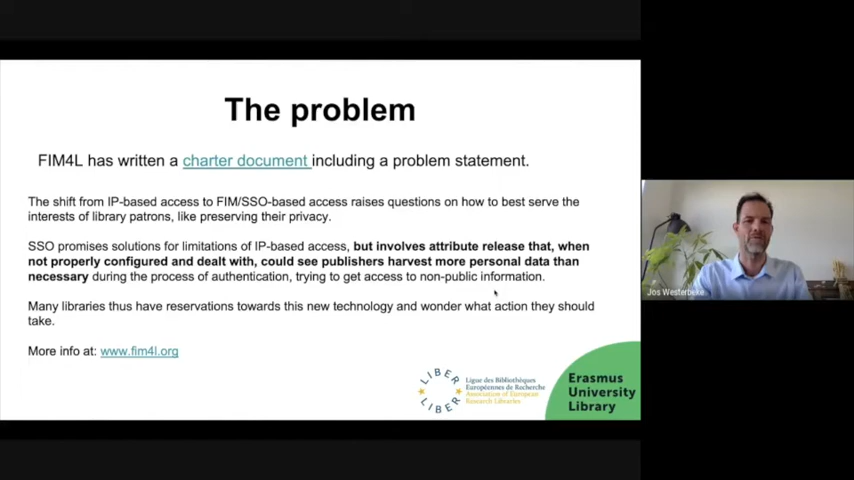 The problem
FIM4L has written a charter document including a problem statement.
The shift from IP-based access to FIM/SSO-based access raises questions on how to best serve the
interests of library patrons, like preserving their privacy.
SSO promises solutions for limitations of IP-based access, but involves attribute release that, when
not properly configured and dealt with, could see publishers harvest more personal data than
necessary during the process of authentication, trying to get access to non-public information.
Many libraries thus have reservations towards this new technology and wonder what action they should
take.
More info at: www.fim4l.org
LIBER
LIBER
Ligue des Bibliothèques
Européennes de Recherche
Association of European
Research Libraries
Erasmus
University
Library
Jos Westerbeke